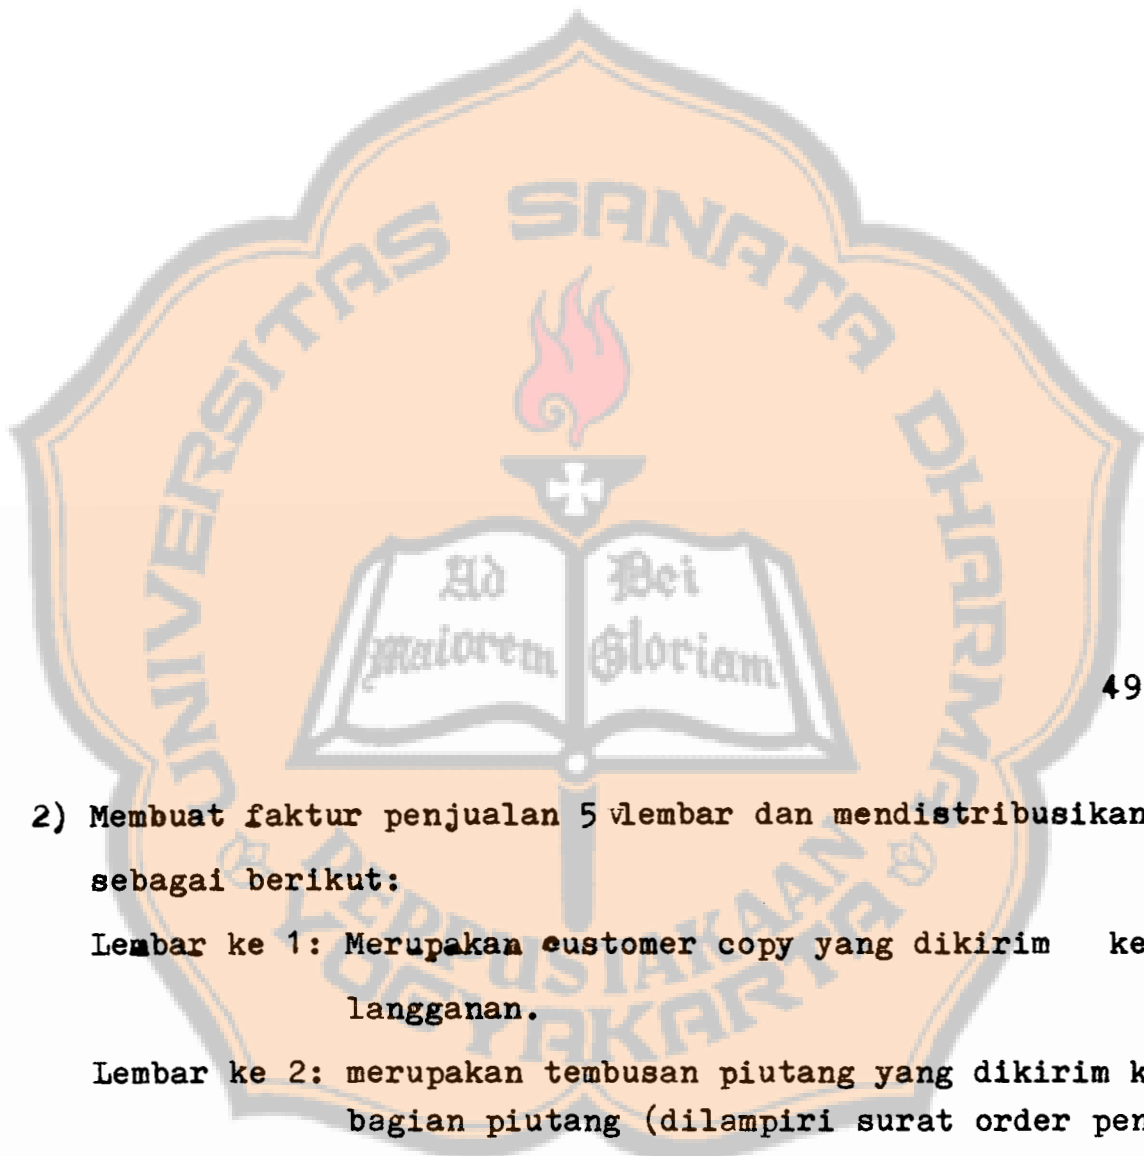 UNIVERSITAS SANATA DHARMA
Ad Dei
Maiorem Gloriam
PERPUSTAKAAN
YOGYAKARTA
49
2) Membuat faktur penjualan 5 lembar dan mendistribusikan
sebagai berikut:
Lembar ke 1: Merupakan customer copy yang dikirim ke
langganan.
Lembar ke 2: merupakan tembusan piutang yang dikirim k
bagian piutang (dilampiri surat order pen